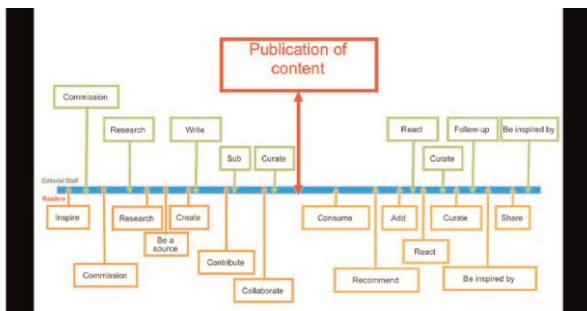 Publication of
content
Commission
Research
Write
Sub
Curate
React
Curate
Follow-up
Be inspired by
Editorial Staff
Readers
Inspire
Commission
Research
Be a
source
Create
Contribute
Collaborate
Consume
Recommend
Add
React
Curate
Be inspired by
Share